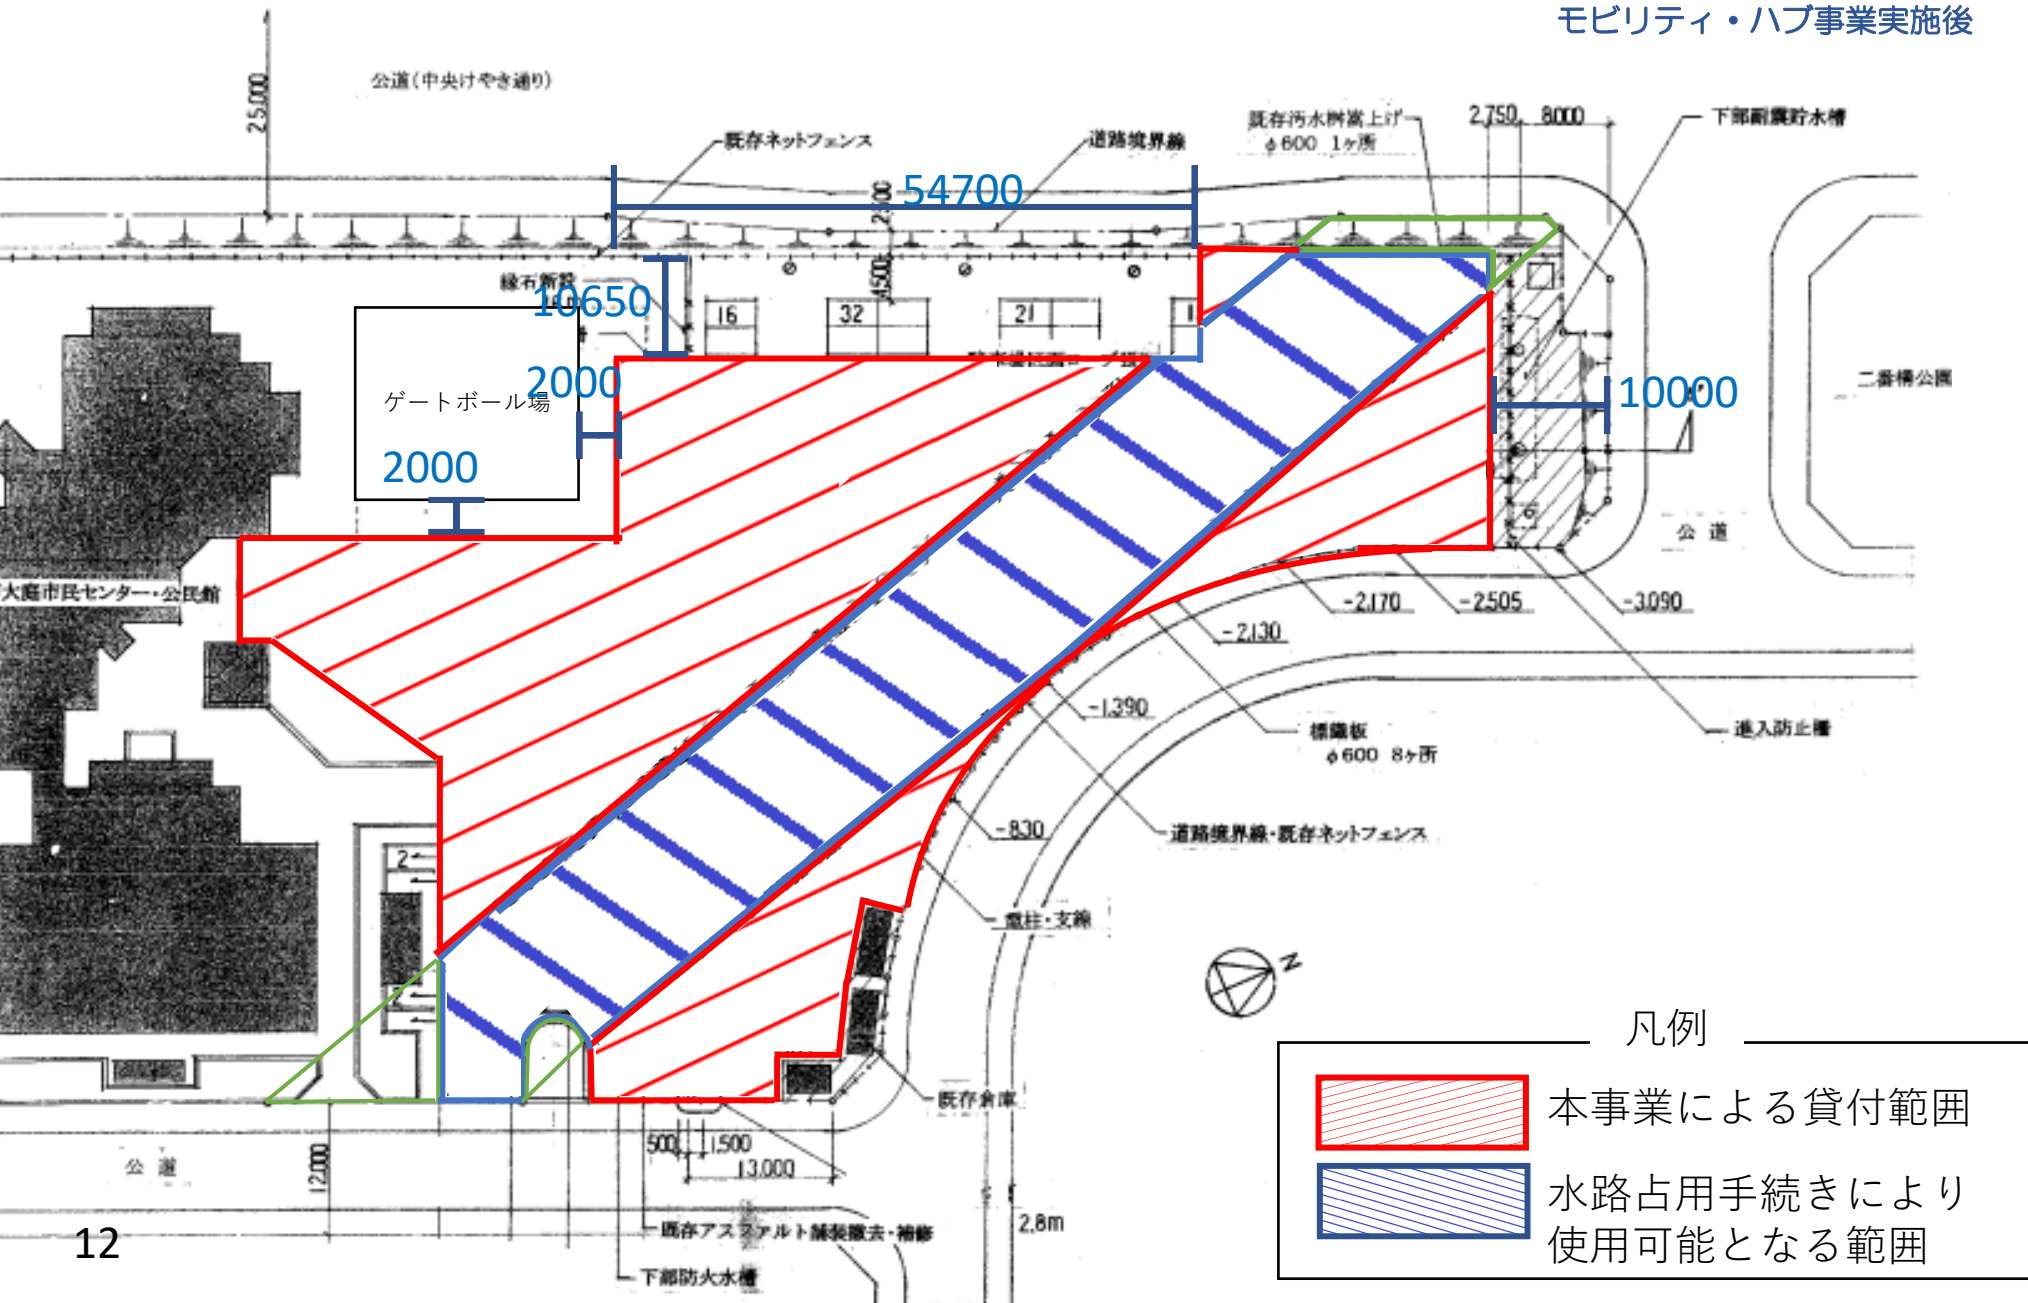 モビリティ・ハブ事業実施後
25.000
公道(中央けやき通り)
既存ネットフェンス
道路境界線
既存汚水桝嵩上げ
φ600 1ヶ所
2,750 8,000
下部耐震貯水槽
54700
4,500
縁石新設
10650
16
32
21
2000
ゲートボール場
2000
10000
二番構公園
公道
大庭市民センター・公民館
-2.170
-2.505
-3.090
-2.130
-1.390
標識板
φ600 8ヶ所
進入防止柵
-830
道路境界線・既存ネットフェンス
2
電柱・支線
N
既存倉庫
公道
12.000
500
1,500
13.000
2.8m
既存アスファルト舗装撤去・補修
下部防火水槽
12
凡例
本事業による貸付範囲
水路占用手続きにより
使用可能となる範囲